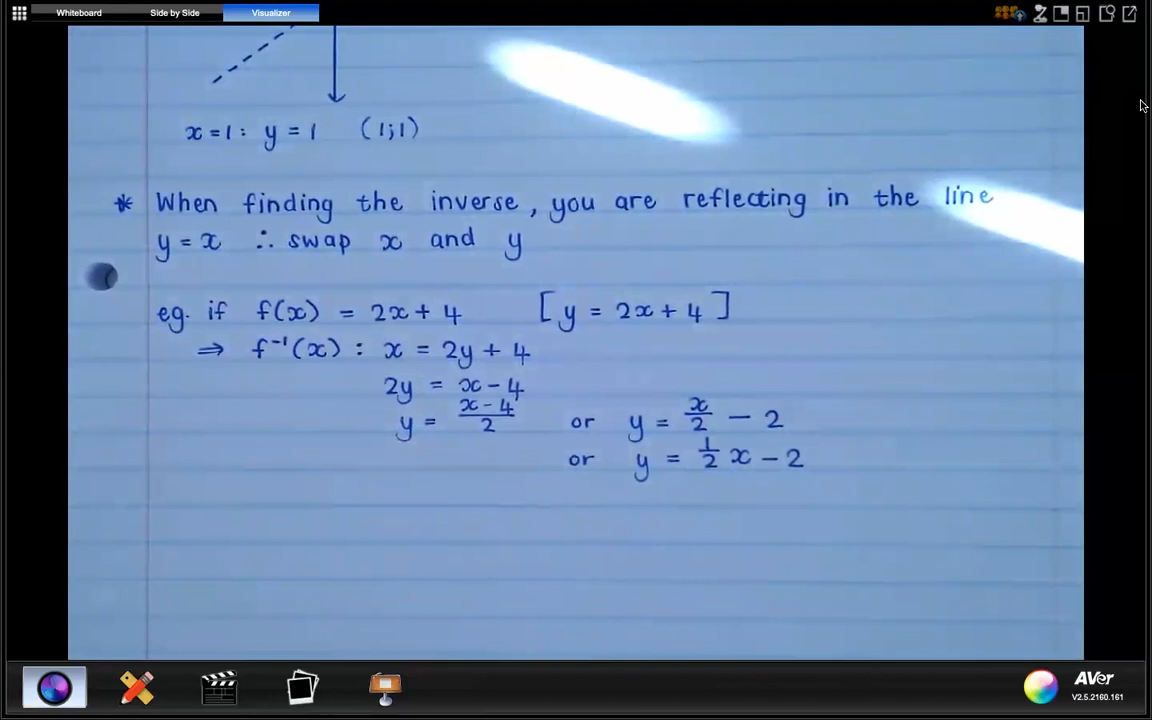 Whiteboard Side by Side Visualizer
x = 1 : y = 1 (1;1)
* When finding the inverse, you are reflecting in the line
y = x ∴ swap x and y
eg. if f(x) = 2x + 4 [y = 2x + 4]
⇒ f⁻¹(x) : x = 2y + 4
2y = x - 4
y = (x - 4)/2 or y = x/2 - 2
or y = 1/2 x - 2
AVer
V2.5.2160.161